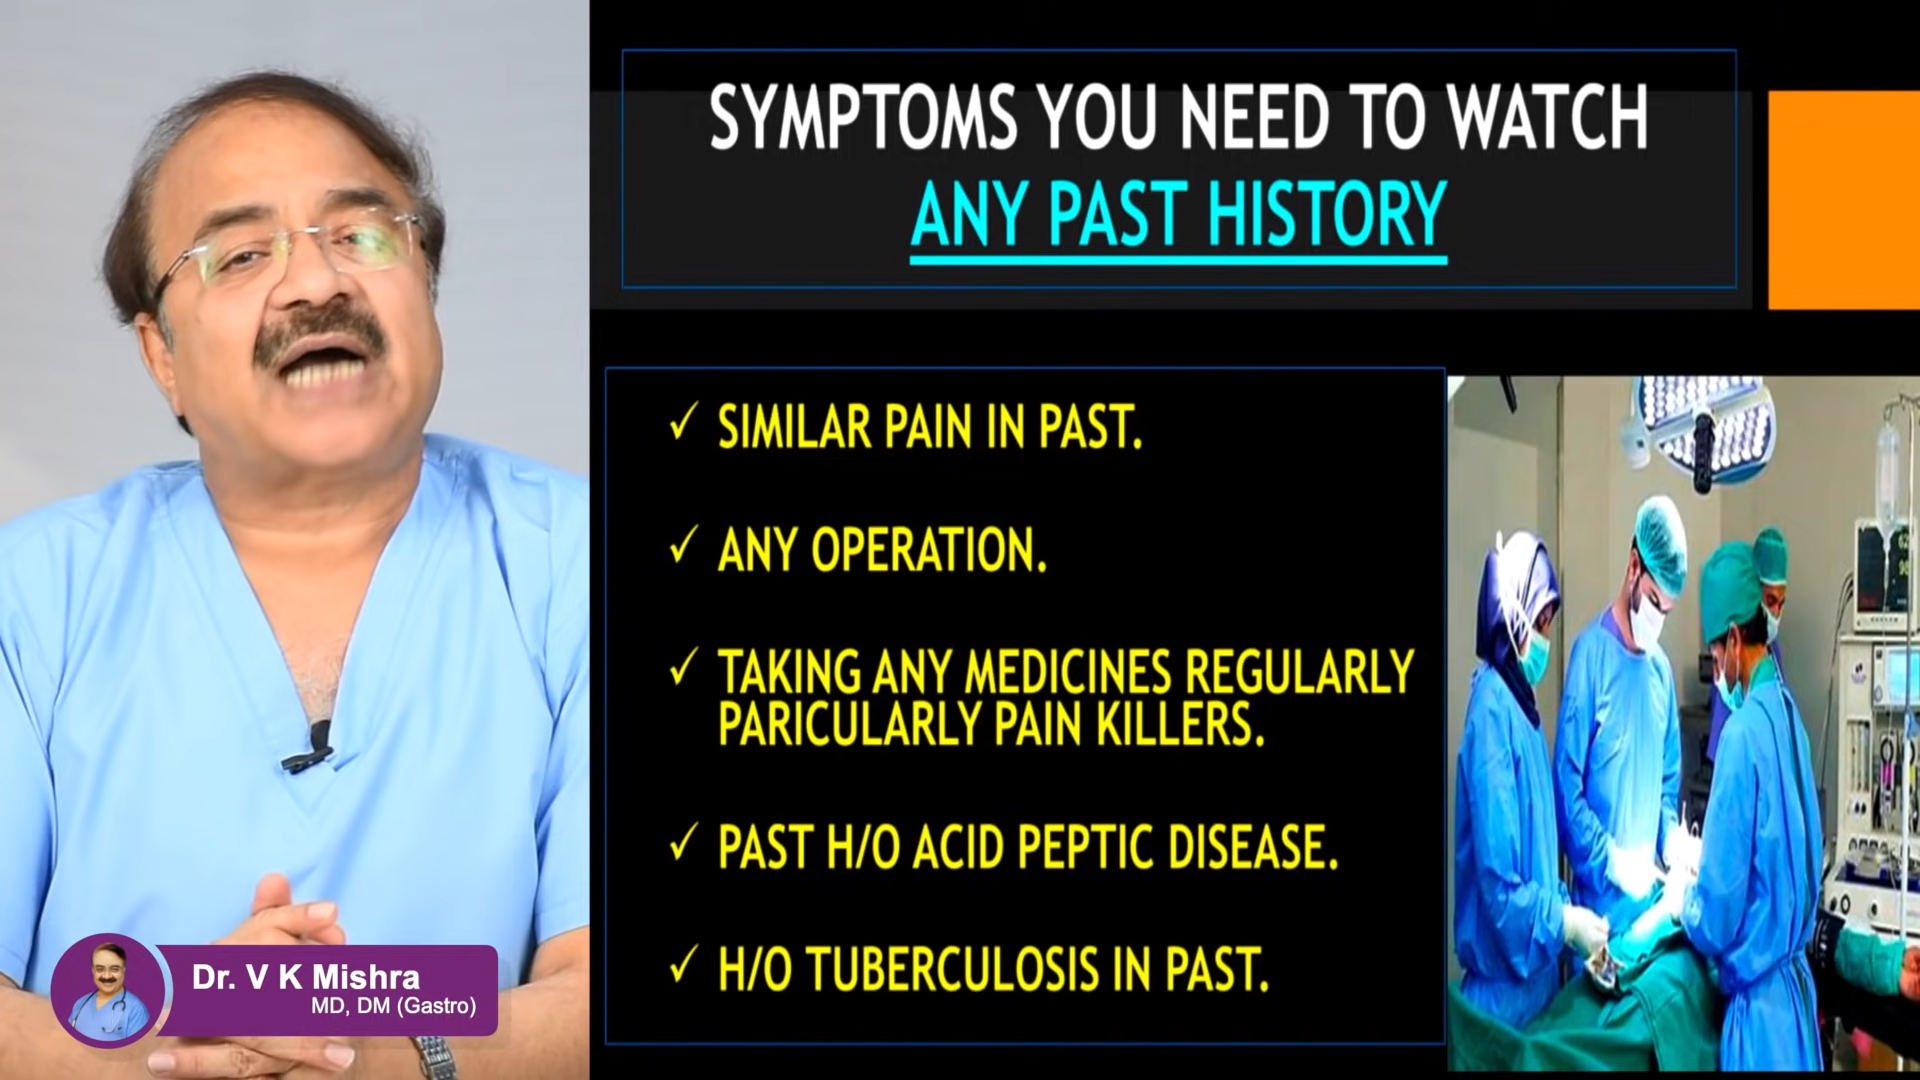 SYMPTOMS YOU NEED TO WATCH
ANY PAST HISTORY
✓ SIMILAR PAIN IN PAST.
✓ ANY OPERATION.
✓ TAKING ANY MEDICINES REGULARLY
PARICULARLY PAIN KILLERS.
✓ PAST H/O ACID PEPTIC DISEASE.
✓ H/O TUBERCULOSIS IN PAST.
Dr. V K Mishra
MD, DM (Gastro)